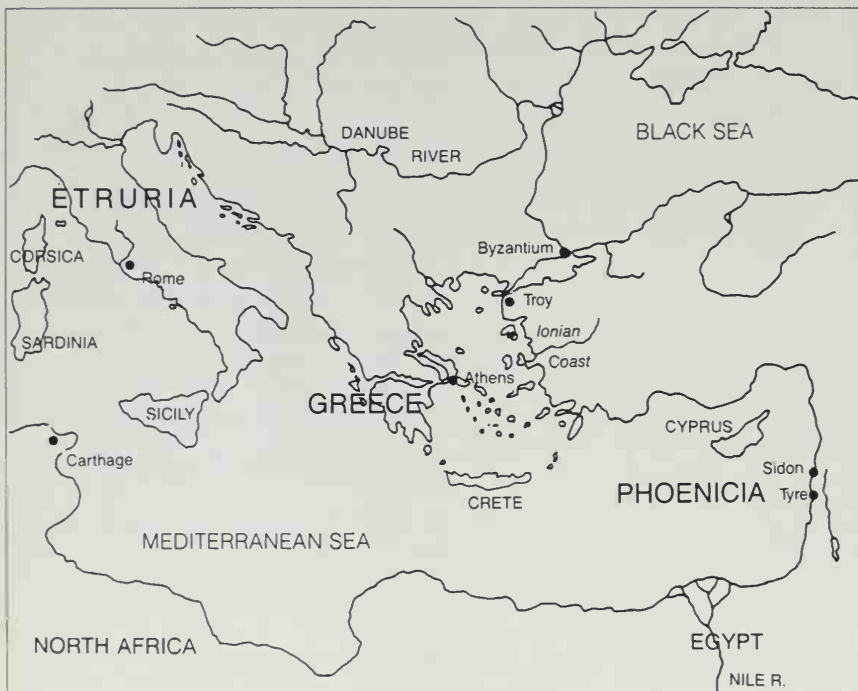 DANUBE
RIVER
BLACK SEA
ETRURIA
CORSICA
Rome
Byzantium
Troy
Ionian
Coast
SARDINIA
Athens
GREECE
SICILY
CYPRUS
Carthage
CRETE
Sidon
PHOENICIA
Tyre
MEDITERRANEAN SEA
NORTH AFRICA
EGYPT
NILE R.